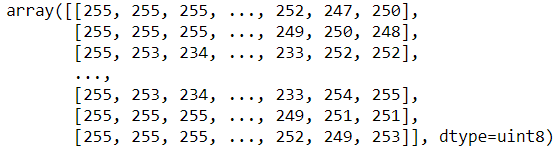 array([[255, 255, 255, ..., 252, 247, 250],
       [255, 255, 255, ..., 249, 250, 248],
       [255, 253, 234, ..., 233, 252, 252],
       ...,
       [255, 253, 234, ..., 233, 254, 255],
       [255, 255, 255, ..., 249, 251, 251],
       [255, 255, 255, ..., 252, 249, 253]], dtype=uint8)